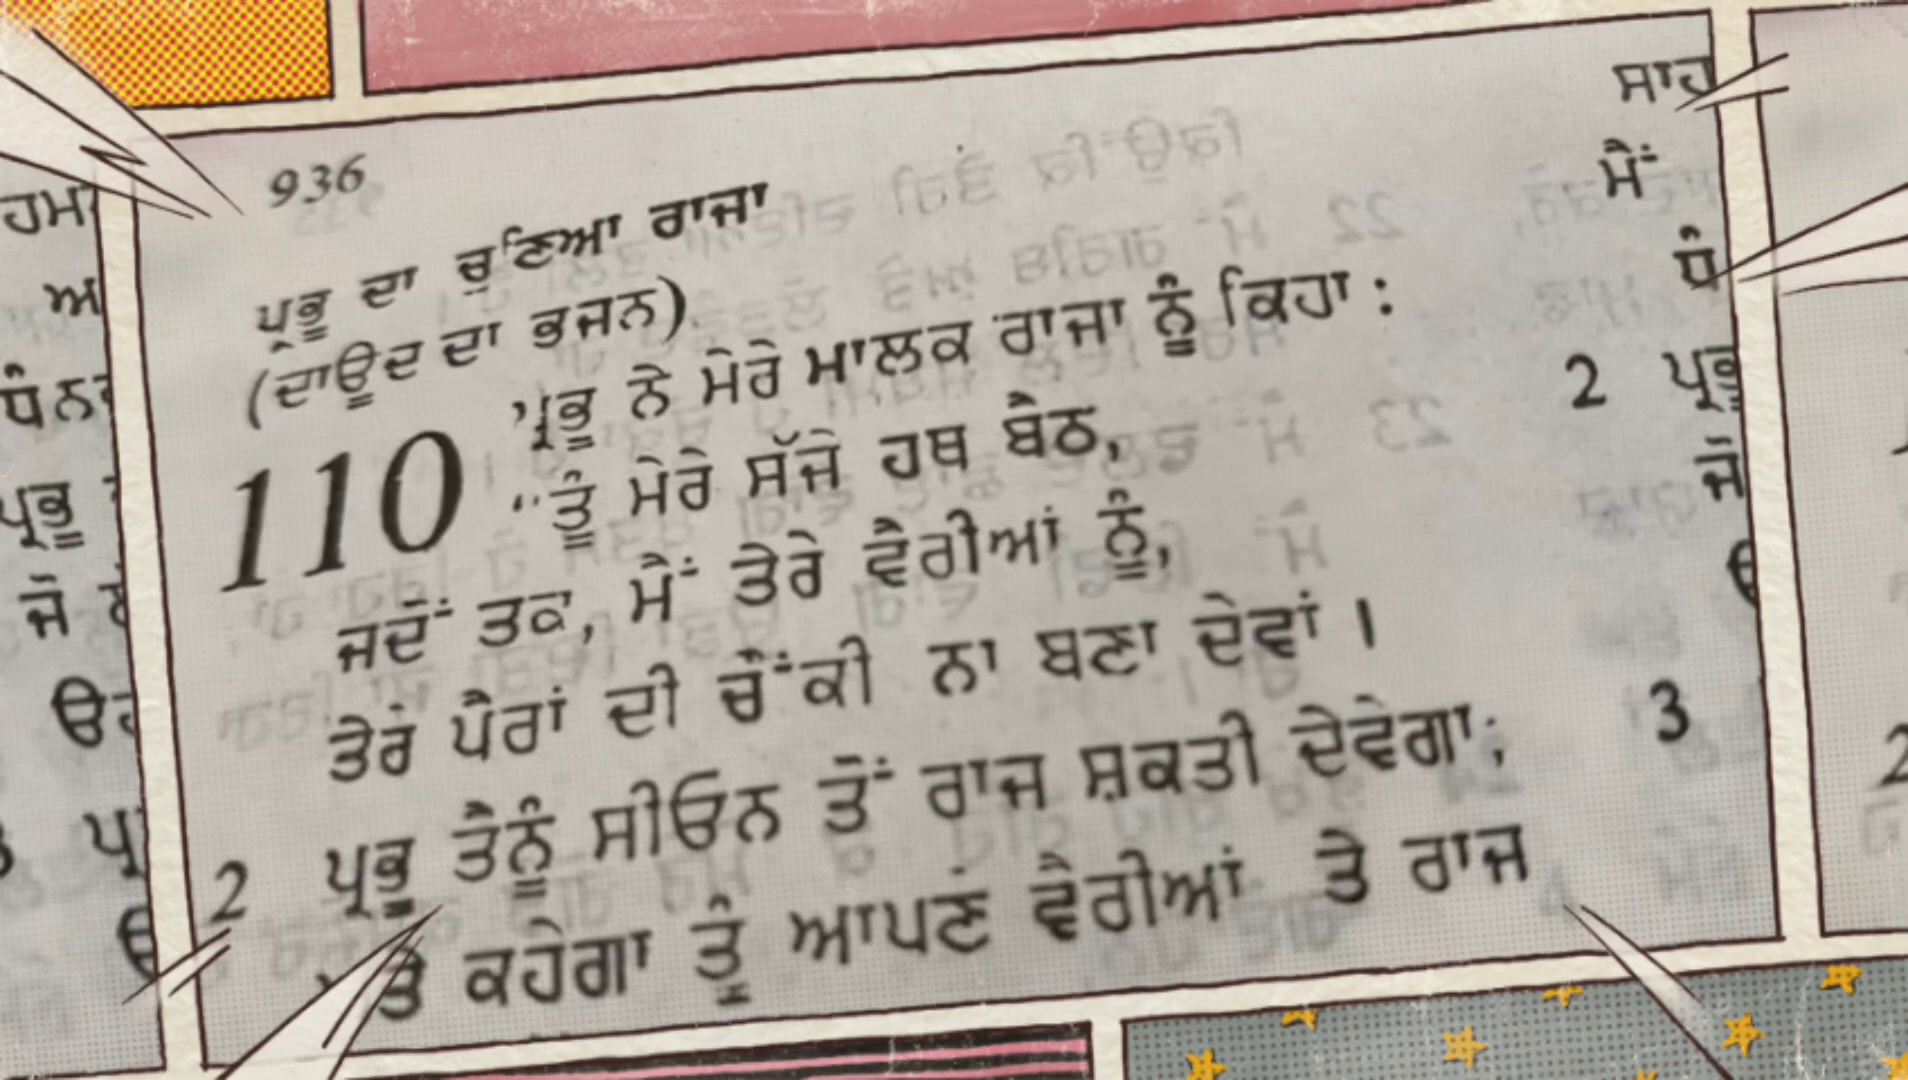 936
ਪ੍ਰਭੂ ਦਾ ਚੁਣਿਆ ਰਾਜਾ
(ਦਾਊਦ ਦਾ ਭਜਨ)
110 'ਪ੍ਰਭੂ ਨੇ ਮੇਰੇ ਮਾਲਕ ਰਾਜਾ ਨੂੰ ਕਿਹਾ :
“ਤੂੰ ਮੇਰੇ ਸੱਜੇ ਹਥ ਬੈਠ,
ਜਦੋਂ ਤਕ, ਮੈਂ ਤੇਰੇ ਵੈਰੀਆਂ ਨੂੰ,
ਤੇਰੇ ਪੈਰਾਂ ਦੀ ਚੌਂਕੀ ਨਾ ਬਣਾ ਦੇਵਾਂ ।
2 ਪ੍ਰਭੂ ਤੈਨੂੰ ਸੀਓਨ ਤੋਂ ਰਾਜ ਸ਼ਕਤੀ ਦੇਵੇਗਾ;
ਤੇ ਕਹੇਗਾ ਤੂੰ ਆਪਣੇ ਵੈਰੀਆਂ ਤੇ ਰਾਜ
ਮੈਂ
2 ਪ੍ਰਭੂ
ਜੋ
3